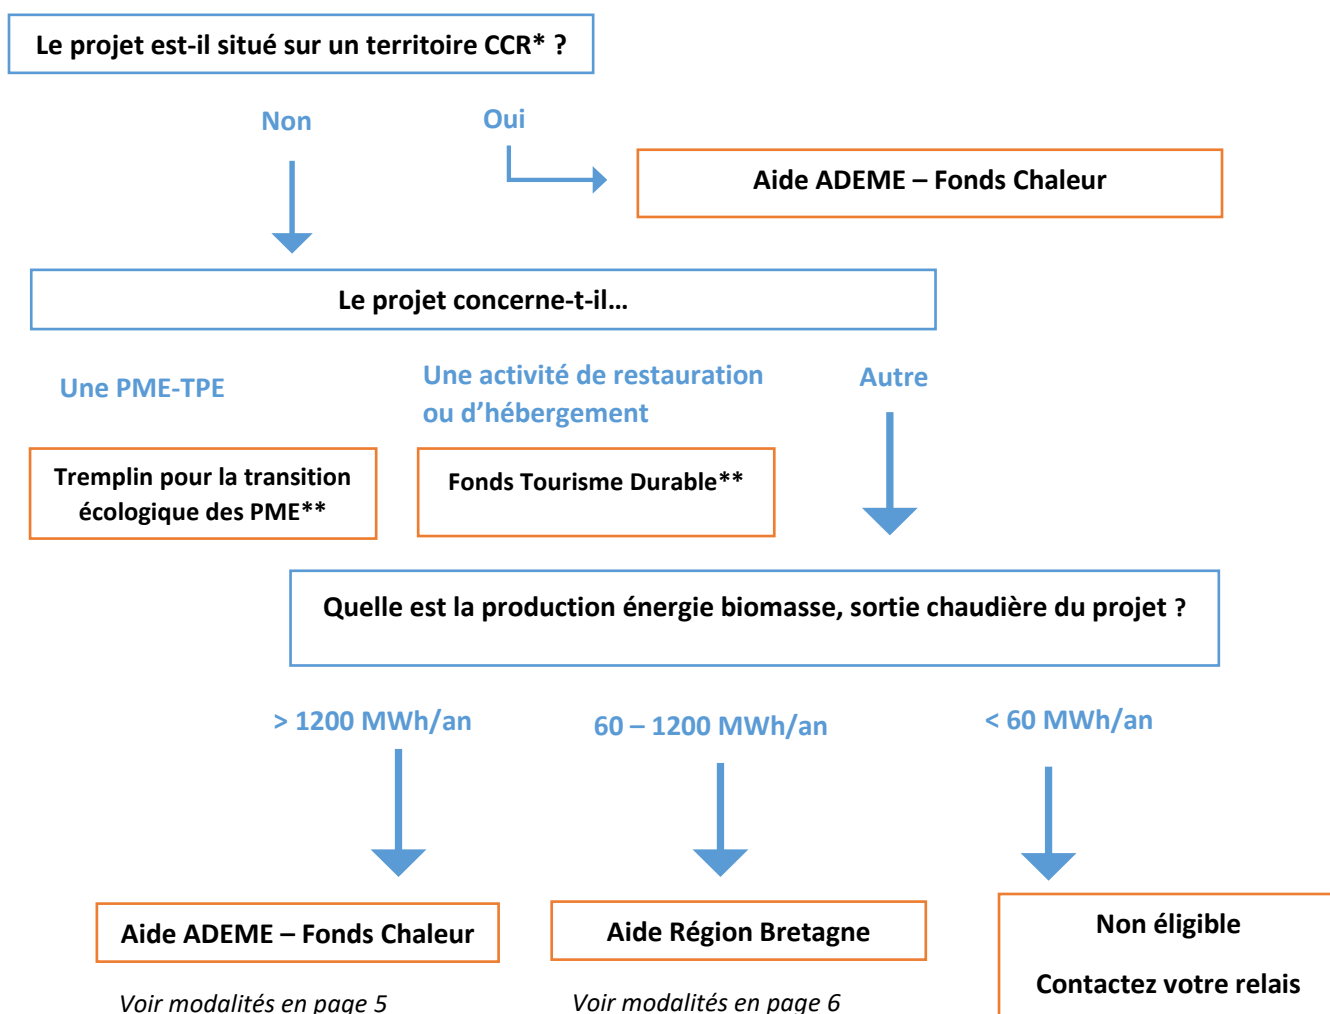 Le projet est-il situé sur un territoire CCR* ?
Non
Oui
Aide ADEME – Fonds Chaleur
Le projet concerne-t-il…
Une PME-TPE
Une activité de restauration
ou d’hébergement
Autre
Tremplin pour la transition
écologique des PME**
Fonds Tourisme Durable**
Quelle est la production énergie biomasse, sortie chaudière du projet ?
> 1200 MWh/an
60 – 1200 MWh/an
< 60 MWh/an
Aide ADEME – Fonds Chaleur
Aide Région Bretagne
Non éligible
Contactez votre relais
Voir modalités en page 5
Voir modalités en page 6